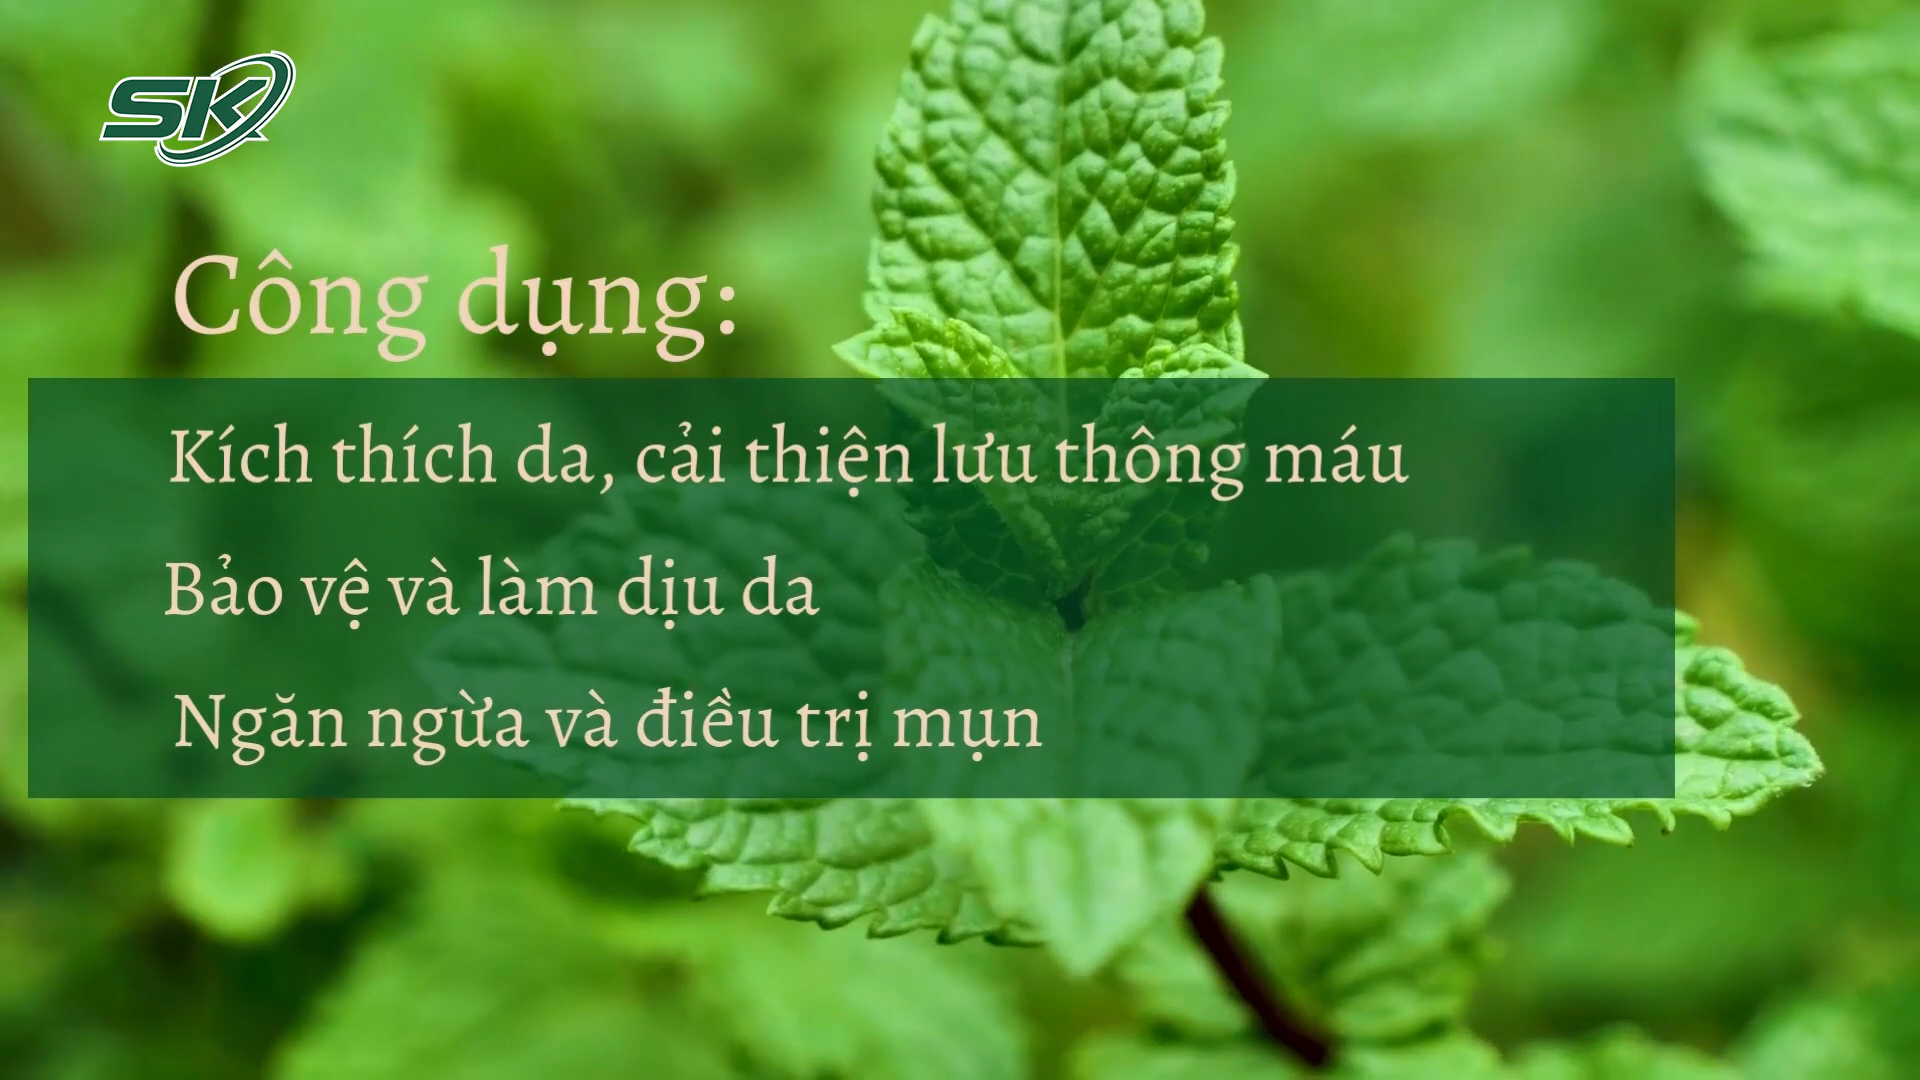 SK
Công dụng:
Kích thích da, cải thiện lưu thông máu
Bảo vệ và làm dịu da
Ngăn ngừa và điều trị mụn